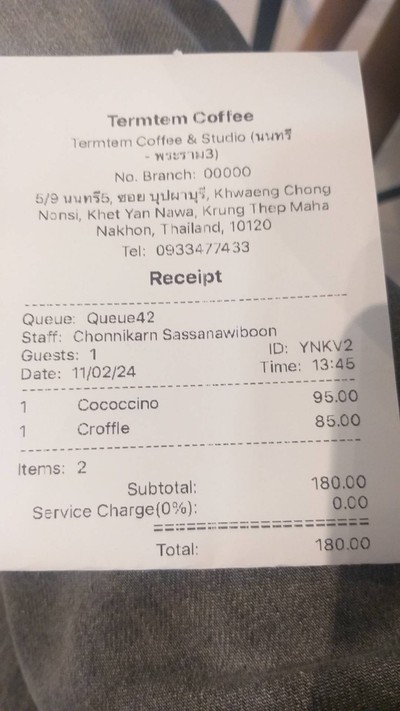 Termtem Coffee
Termtem Coffee & Studio (นนทรี
- พระราม3)
No. Branch: 00000
5/9 นนทรี5, ซอย บุปผาบุรี, Khwaeng Chong
Nonsi, Khet Yan Nawa, Krung Thep Maha
Nakhon, Thailand, 10120
Tel: 0933477433
Receipt
Queue: Queue42
Staff: Chonnikarn Sassanawiboon
Guests: 1 ID: YNKV2
Date: 11/02/24 Time: 13:45
1 Cococcino 95.00
1 Croffle 85.00
Items: 2
Subtotal: 180.00
Service Charge(0%): 0.00
Total: 180.00